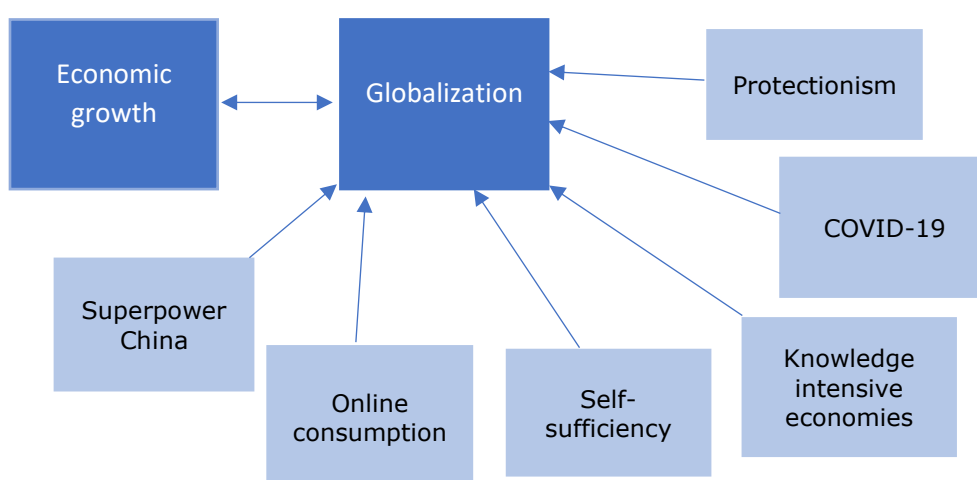 Economic
growth
Globalization
Protectionism
COVID-19
Superpower
China
Online
consumption
Self-
sufficiency
Knowledge
intensive
economies